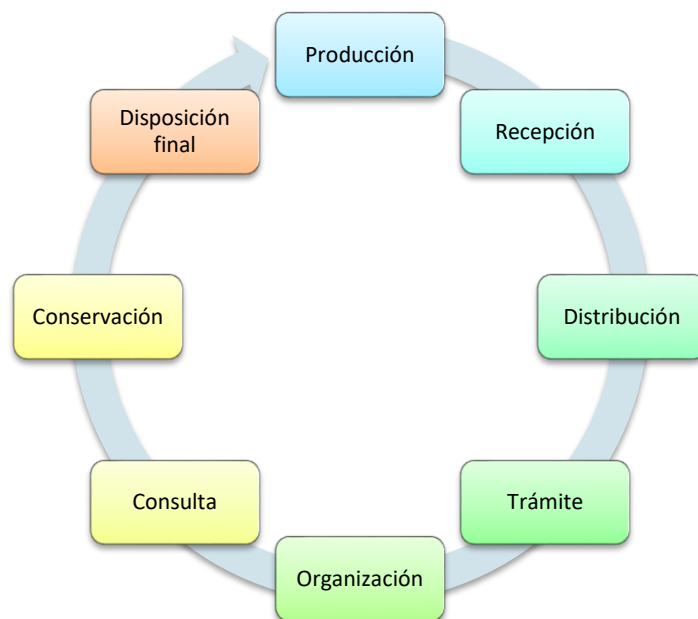 Producción
Recepción
Distribución
Trámite
Organización
Consulta
Conservación
Disposición
final